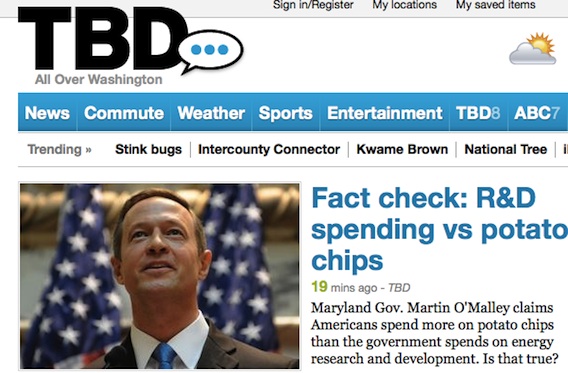 Sign in/Register My locations My saved items
TBD
All Over Washington
News Commute Weather Sports Entertainment TBD8 ABC7
Trending » Stink bugs Intercounty Connector Kwame Brown National Tree
Fact check: R&D
spending vs potato
chips
19 mins ago - TBD
Maryland Gov. Martin O'Malley claims
Americans spend more on potato chips
than the government spends on energy
research and development. Is that true?